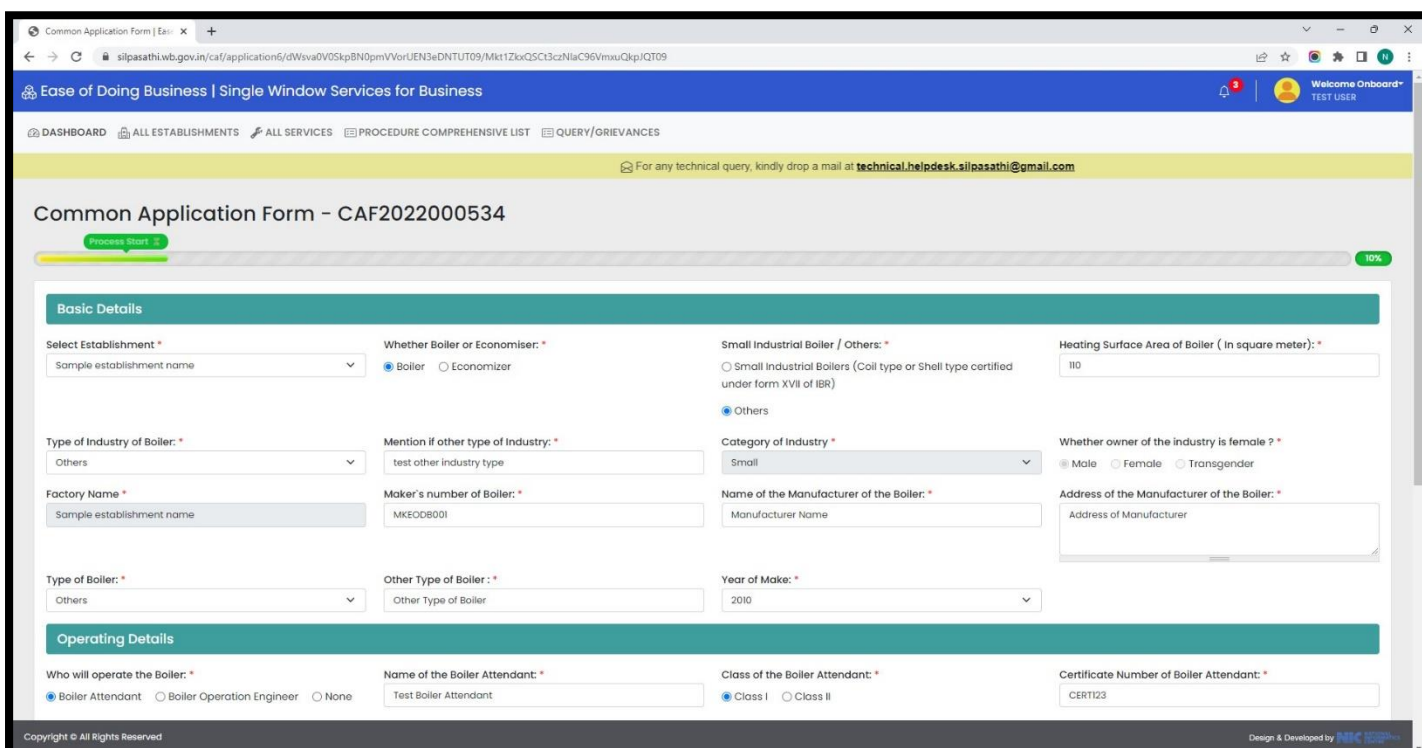 Common Application Form | Ease
silpasathi.wb.gov.in/caf/application6/dWsva0V0SkpBN0pmVVorUEN3eDNTUT09/Mkt1ZkxQSCt3czNIaC96VmxuQkpJQT09
N
Ease of Doing Business | Single Window Services for Business
3
Welcome Onboard
TEST USER
DASHBOARD ALL ESTABLISHMENTS ALL SERVICES PROCEDURE COMPREHENSIVE LIST QUERY/GRIEVANCES
For any technical query, kindly drop a mail at technical.helpdesk.silpasathi@gmail.com
Common Application Form - CAF2022000534
Process Start
10%
Basic Details
Select Establishment * Whether Boiler or Economiser: * Small Industrial Boiler / Others: * Heating Surface Area of Boiler ( In square meter): *
Sample establishment name Boiler Economizer Small Industrial Boilers (Coil type or Shell type certified 110
under form XVII of IBR)
Others
Type of Industry of Boiler: * Mention if other type of Industry: * Category of Industry * Whether owner of the industry is female ? *
Others test other industry type Small Male Female Transgender
Factory Name * Maker's number of Boiler: * Name of the Manufacturer of the Boiler: * Address of the Manufacturer of the Boiler: *
Sample establishment name MKEODB001 Manufacturer Name Address of Manufacturer
Type of Boiler: * Other Type of Boiler : * Year of Make: *
Others Other Type of Boiler 2010
Operating Details
Who will operate the Boiler: * Name of the Boiler Attendant: * Class of the Boiler Attendant: * Certificate Number of Boiler Attendant: *
Boiler Attendant Boiler Operation Engineer None Test Boiler Attendant Class I Class II CERT123
Copyright © All Rights Reserved Design & Developed by NIC